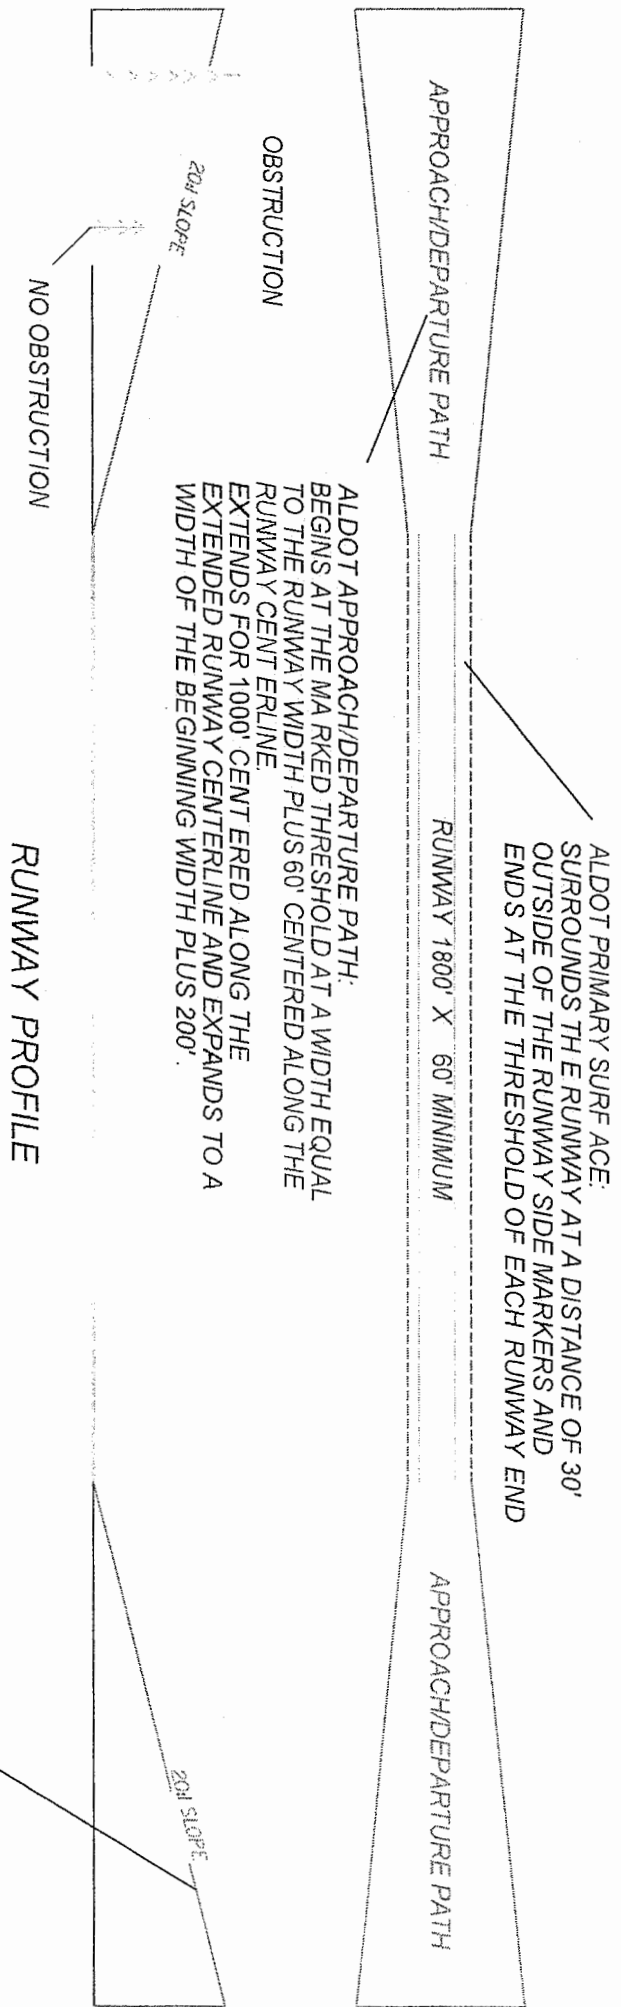 ALDOT PRIMARY SURF ACE:
SURROUNDS TH E RUNWAY AT A DISTANCE OF 30'
OUTSIDE OF THE RUNWAY SIDE MARKERS AND
ENDS AT THE THRESHOLD OF EACH RUNWAY END
APPROACH/DEPARTURE PATH
RUNWAY 1800' X 60' MINIMUM
APPROACH/DEPARTURE PATH
ALDOT APPROACH/DEPARTURE PATH:
BEGINS AT THE MA RKED THRESHOLD AT A WIDTH EQUAL
TO THE RUNWAY WIDTH PLUS 60' CENTERED ALONG THE
RUNWAY CENT ERLINE.
EXTENDS FOR 1000' CENT ERED ALONG THE
EXTENDED RUNWAY CENTERLINE AND EXPANDS TO A
WIDTH OF THE BEGINNING WIDTH PLUS 200'.
OBSTRUCTION
20:1 SLOPE
20:1 SLOPE
NO OBSTRUCTION
RUNWAY PROFILE